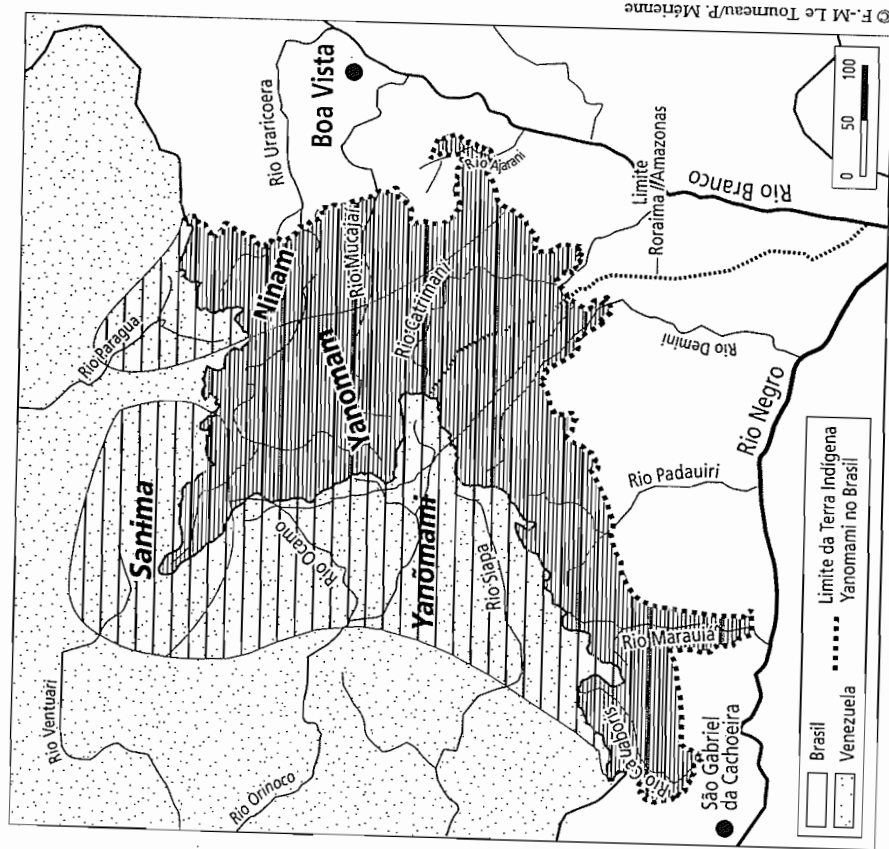 © F.-M Le Tourneau/P. Mérienne
Rio Uraricoera
Boa Vista
Rio Paragua
Ninam
Rio Mucajaí
Rio Ajarani
Limite
Roraima //Amazonas
Rio Branco
0 50 100
Sanima
Yanomam
Rio Catrimani
Rio Demini
Rio Negro
Rio Ventuari
Rio Ocamo
Yanõmami
Rio Siapa
Rio Padauiri
Rio Orinoco
Rio Marauiá
Rio Cauaboris
São Gabriel
da Cachoeira
Brasil
Venezuela
Limite da Terra Indígena
Yanomami no Brasil